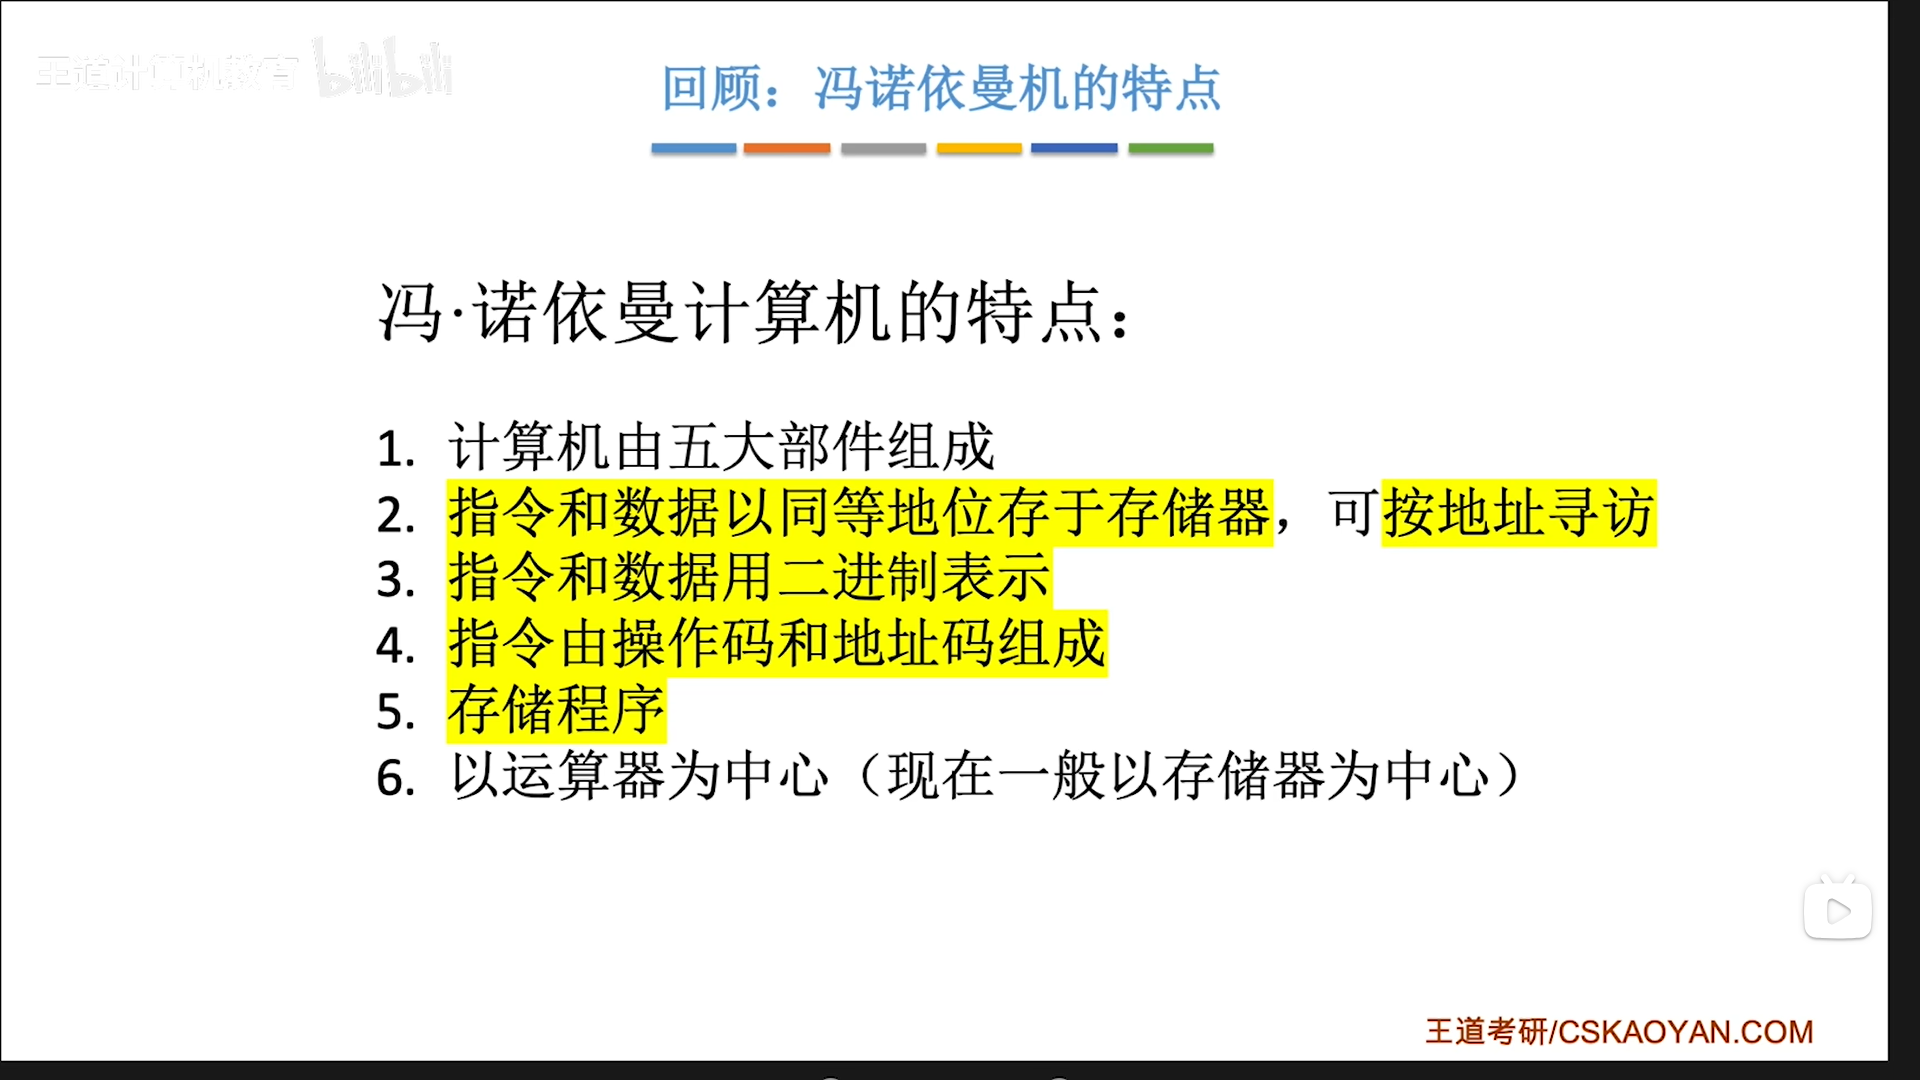 王道计算机教育 bilibili
回顾：冯诺依曼机的特点
冯·诺依曼计算机的特点：
1. 计算机由五大部件组成
2. 指令和数据以同等地位存于存储器，可按地址寻访
3. 指令和数据用二进制表示
4. 指令由操作码和地址码组成
5. 存储程序
6. 以运算器为中心（现在一般以存储器为中心）
王道考研/CSKAOYAN.COM